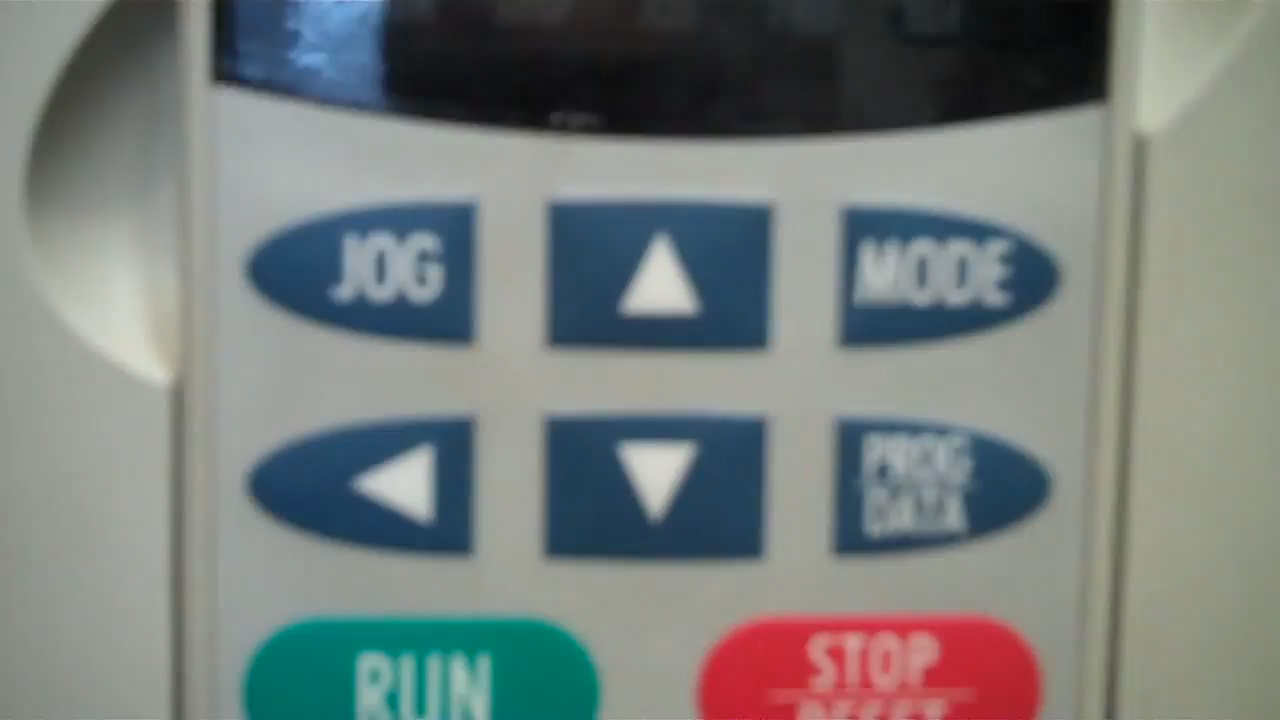 JOG
MODE
PROG
DATA
RUN
STOP
RESET